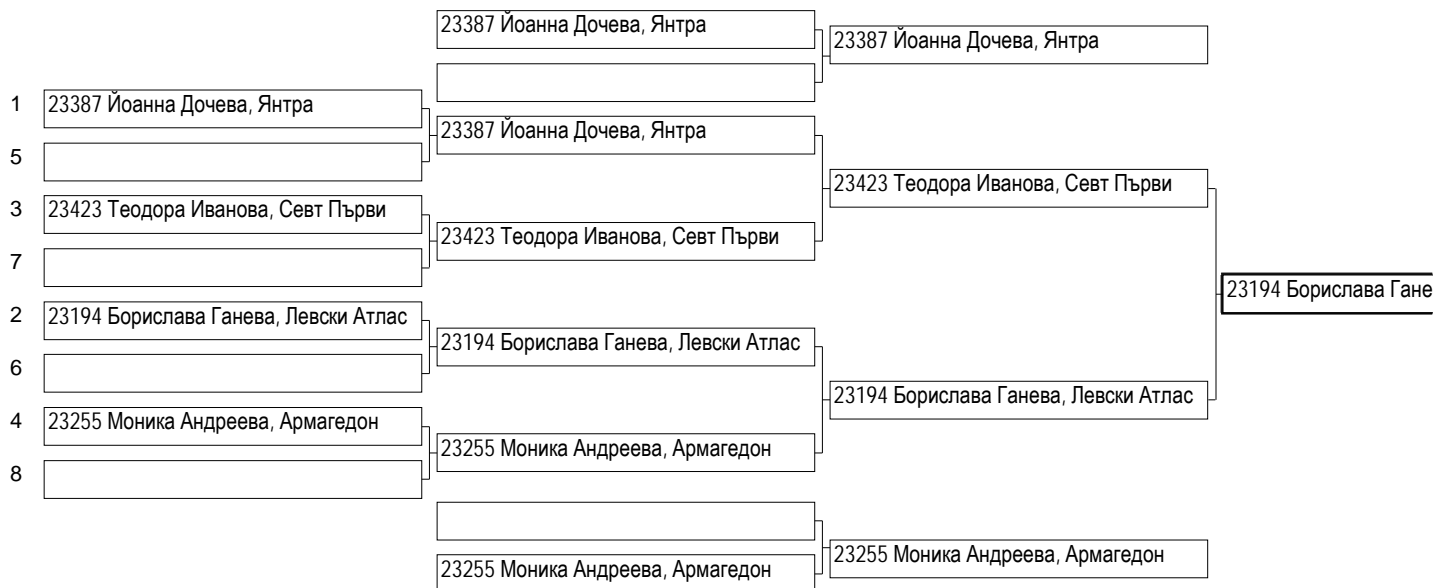 23387 Йоанна Дочева, Янтра
23387 Йоанна Дочева, Янтра
1 23387 Йоанна Дочева, Янтра
23387 Йоанна Дочева, Янтра
5
23423 Теодора Иванова, Севт Първи
3 23423 Теодора Иванова, Севт Първи
23423 Теодора Иванова, Севт Първи
7
23194 Борислава Гане
2 23194 Борислава Ганева, Левски Атлас
23194 Борислава Ганева, Левски Атлас
6
23194 Борислава Ганева, Левски Атлас
4 23255 Моника Андреева, Армагедон
23255 Моника Андреева, Армагедон
8
23255 Моника Андреева, Армагедон
23255 Моника Андреева, Армагедон